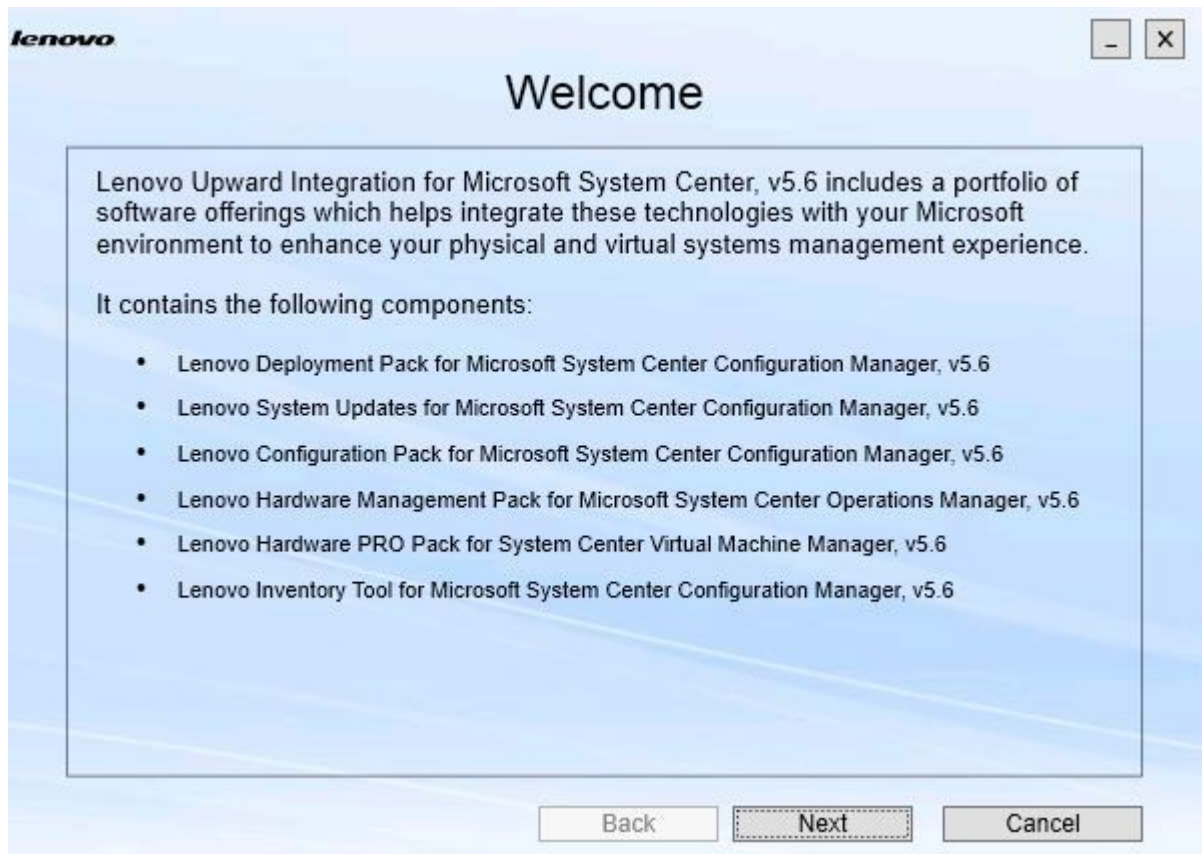 lenovo
Welcome
Lenovo Upward Integration for Microsoft System Center, v5.6 includes a portfolio of
software offerings which helps integrate these technologies with your Microsoft
environment to enhance your physical and virtual systems management experience.
It contains the following components:
• Lenovo Deployment Pack for Microsoft System Center Configuration Manager, v5.6
• Lenovo System Updates for Microsoft System Center Configuration Manager, v5.6
• Lenovo Configuration Pack for Microsoft System Center Configuration Manager, v5.6
• Lenovo Hardware Management Pack for Microsoft System Center Operations Manager, v5.6
• Lenovo Hardware PRO Pack for System Center Virtual Machine Manager, v5.6
• Lenovo Inventory Tool for Microsoft System Center Configuration Manager, v5.6
Back Next Cancel